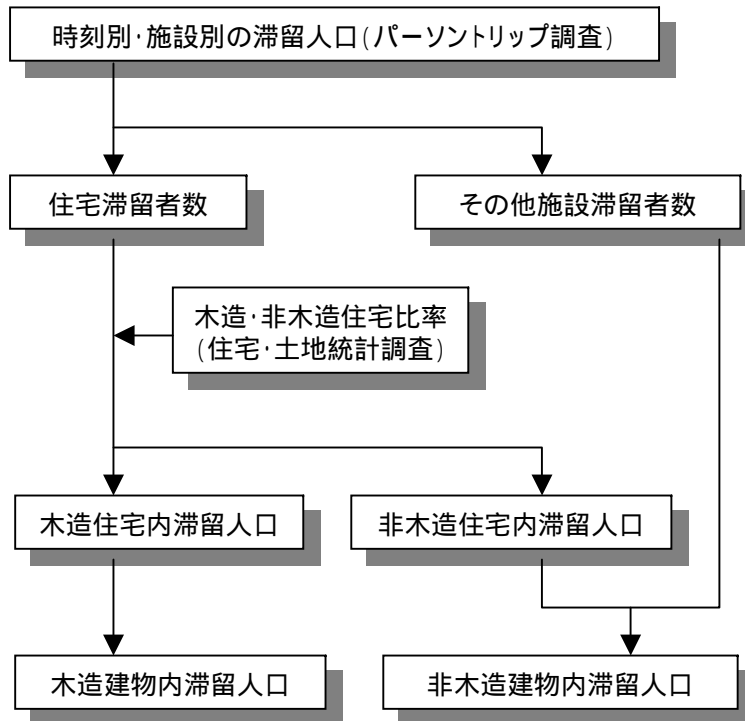 時刻別・施設別の滞留人口(パーソントリップ調査)
住宅滞留者数
その他施設滞留者数
木造・非木造住宅比率
(住宅・土地統計調査)
木造住宅内滞留人口
非木造住宅内滞留人口
木造建物内滞留人口
非木造建物内滞留人口